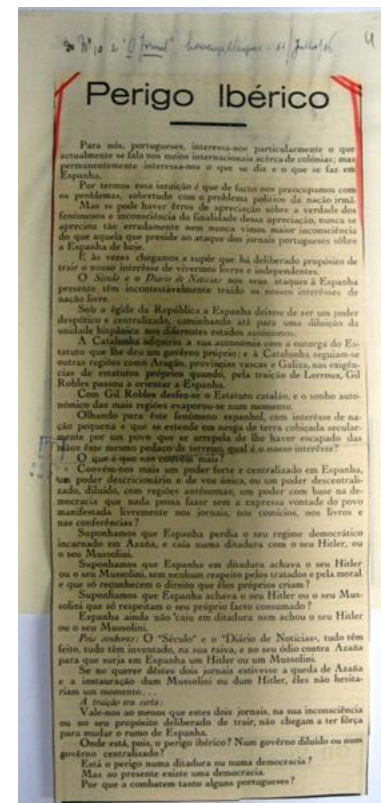 "O Jornal"
4
Perigo Ibérico
Para nós, portugueses, interessa-nos particularmente o que
actualmente se fala nos meios internacionais acêrca de colónias; mas
permanentemente interessa-nos o que se diz e o que se faz em
Espanha.
Por termos essa intuïção é que de facto nos preocupamos com
os problemas, sobretudo com o problema político da nação irmã.
Mas se pode haver êrros de apreciação sobre a verdade dos
fenómenos e inconsciência da finalidade dessa apreciação, nunca se
apreciou tão erradamente nem nunca vimos maior inconsciência
do que aquela que preside ao ataque dos jornais portugueses sôbre
a Espanha de hoje.
E às vezes chegamos a supôr que há deliberado propósito de
trair o nosso interêsse de vivermos livres e independentes.
O Século e o Diário de Notícias nos seus ataques à Espanha
presente têm incontestàvelmente traído os nossos interêsses de
nação livre.
Sob a égide da República a Espanha deixou de ser um poder
despótico e centralizado, caminhando até para uma diluïção da
unidade hispânica nos diferentes estados autónomos.
A Catalunha adquiriu a sua autonomia com a outorga do Es-
tatuto que lhe deu um govêrno próprio; e à Catalunha seguiam-se
outras regiões como Aragão, províncias vascas e Galiza, nas exigên-
cias de estatutos próprios quando, pela traïção de Lerroux, Gil
Robles passou a orientar a Espanha.
Com Gil Robles desfez-se o Estatuto catalão, e o sonho auto-
nómico das mais regiões evaporou-se num momento.
Olhando para êste fenómeno espanhol, com interêsse de na-
ção pequena e que se extende em nesga de terra cobiçada secular-
mente por um povo que se arrepela de lhe haver escapado das
mãos êsse mesmo pedaço de terreno, qual é o nosso interêsse?
O que é que nos convém mais?
Convém-nos mais um poder forte e centralizado em Espanha,
um poder descricionário e de voz única, ou um poder descentrali-
zado, diluído, com regiões autónomas, um poder com base na de-
mocracia que nada possa fazer sem a expressa vontade do povo
manifestada livremente nos jornais, nos comícios, nos livros e
nas conferências?
Suponhamos que Espanha perdia o seu regime democrático
incarnado em Azaña, e caía numa ditadura com o seu Hitler, ou
o seu Mussolini.
Suponhamos que Espanha em ditadura achava o seu Hitler
ou o seu Mussolini, sem nenhum respeito pelos tratados e pela moral
e que só reconhecem o direito que êles próprios criam?
Suponhamos que Espanha achava o seu Hitler ou o seu Mus-
solini que só respeitam o seu próprio facto consumado?
Espanha ainda não caiu em ditadura nem achou o seu Hitler
ou o seu Mussolini.
Pois senhores: O "Século" e o "Diário de Notícias", tudo têm
feito, tudo têm inventado, na sua raiva, e no seu ódio contra Azaña
para que surja em Espanha um Hitler ou um Mussolini.
Se no querer dêstes dois jornais estivesse a queda de Azaña
e a instauração dum Mussolini ou dum Hitler, êles não hesita-
riam um momento...
A traïção era certa!
Vale-nos ao menos que estes dois jornais, na sua inconsciência
ou no seu propósito deliberado de trair, não chegam a ter fôrça
para mudar o rumo de Espanha.
Onde está, pois, o perigo ibérico? Num govêrno diluído ou num
govêrno centralizado?
Está o perigo numa ditadura ou numa democracia?
Mas ao presente existe uma democracia.
Por que a combatem tanto alguns portugueses?